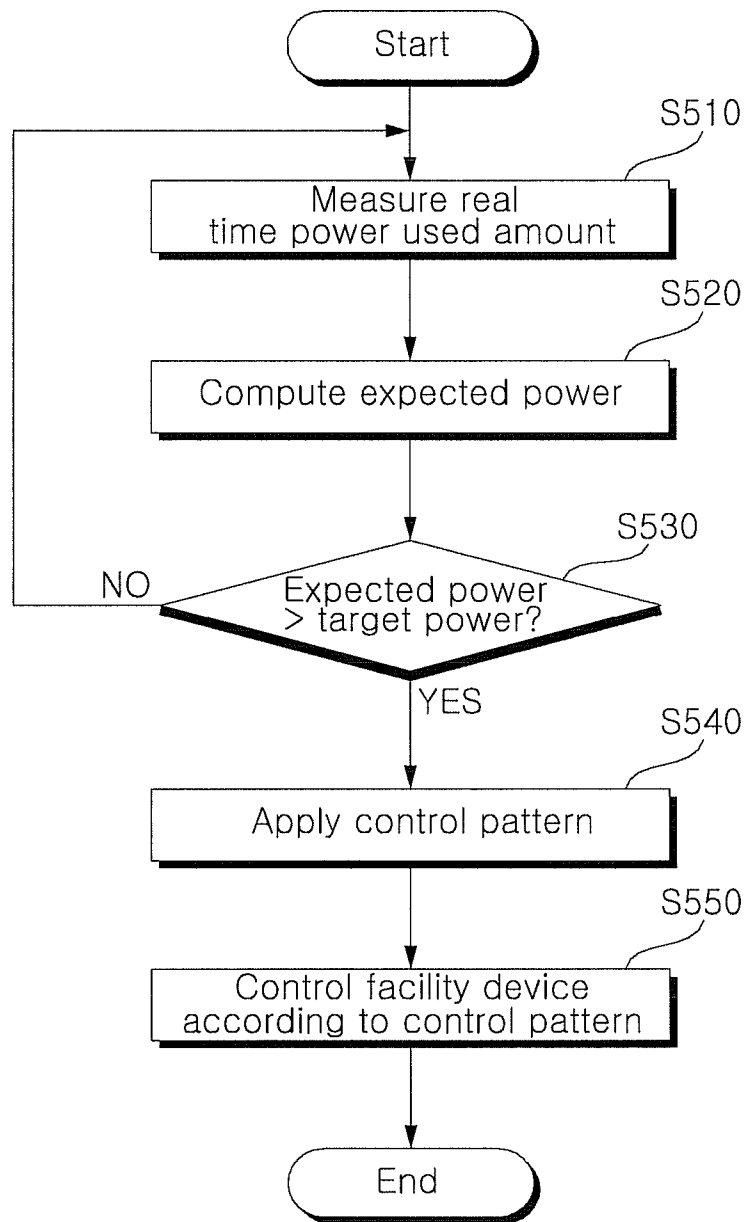 Start
S510
Measure real
time power used amount
S520
Compute expected power
S530
NO
Expected power
> target power?
YES
S540
Apply control pattern
S550
Control facility device
according to control pattern
End